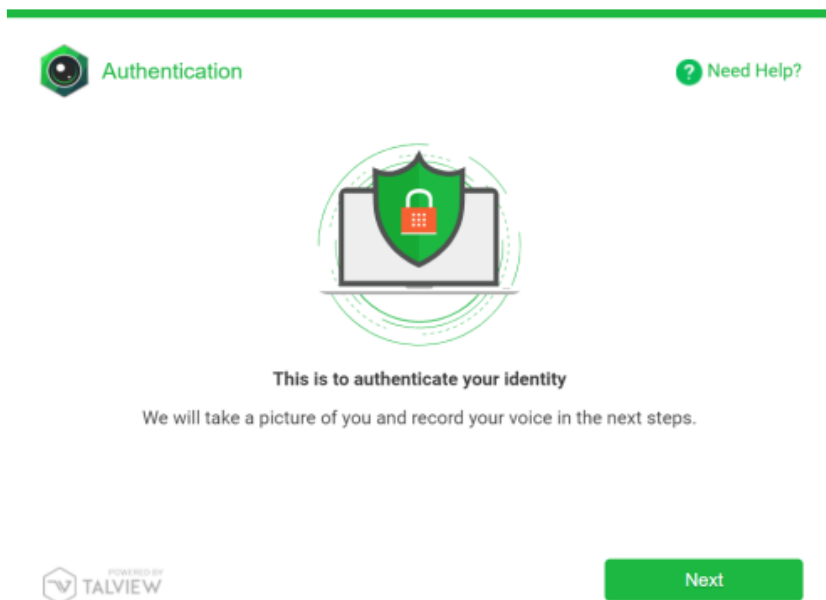 Authentication
? Need Help?
This is to authenticate your identity
We will take a picture of you and record your voice in the next steps.
POWERED BY
TALVIEW
Next